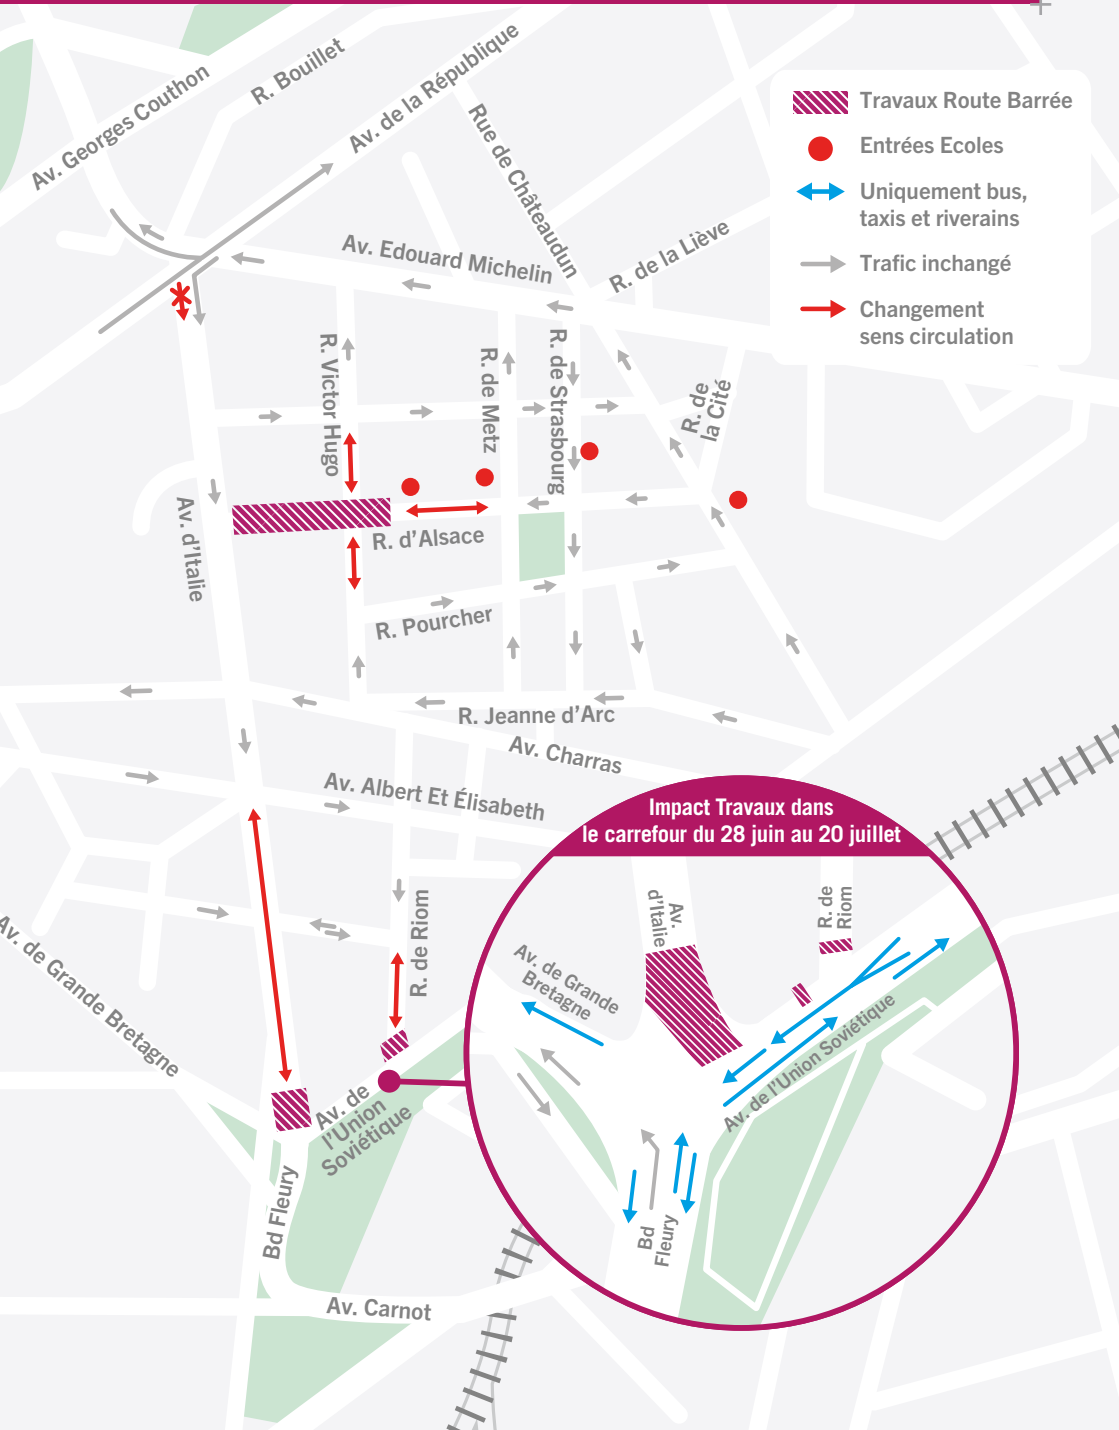 Av. Georges Couthon
R. Bouillet
Av. de la République
Rue de Châteaudun
Travaux Route Barrée
Entrées Ecoles
Uniquement bus,
taxis et riverains
Trafic inchangé
Changement
sens circulation
Av. Edouard Michelin
R. de la Liève
R. Victor Hugo
R. de Metz
R. de Strasbourg
R. de
la Cité
Av. d'Italie
R. d'Alsace
R. Pourcher
R. Jeanne d'Arc
Av. Charras
Av. Albert Et Élisabeth
Impact Travaux dans
le carrefour du 28 juin au 20 juillet
Av.
d'Italie
R. de
Riom
R. de Riom
Av. de Grande Bretagne
Av. de Grande
Bretagne
Av. de l'Union Soviétique
Av. de
l'Union
Soviétique
Bd Fleury
Bd
Fleury
Av. Carnot